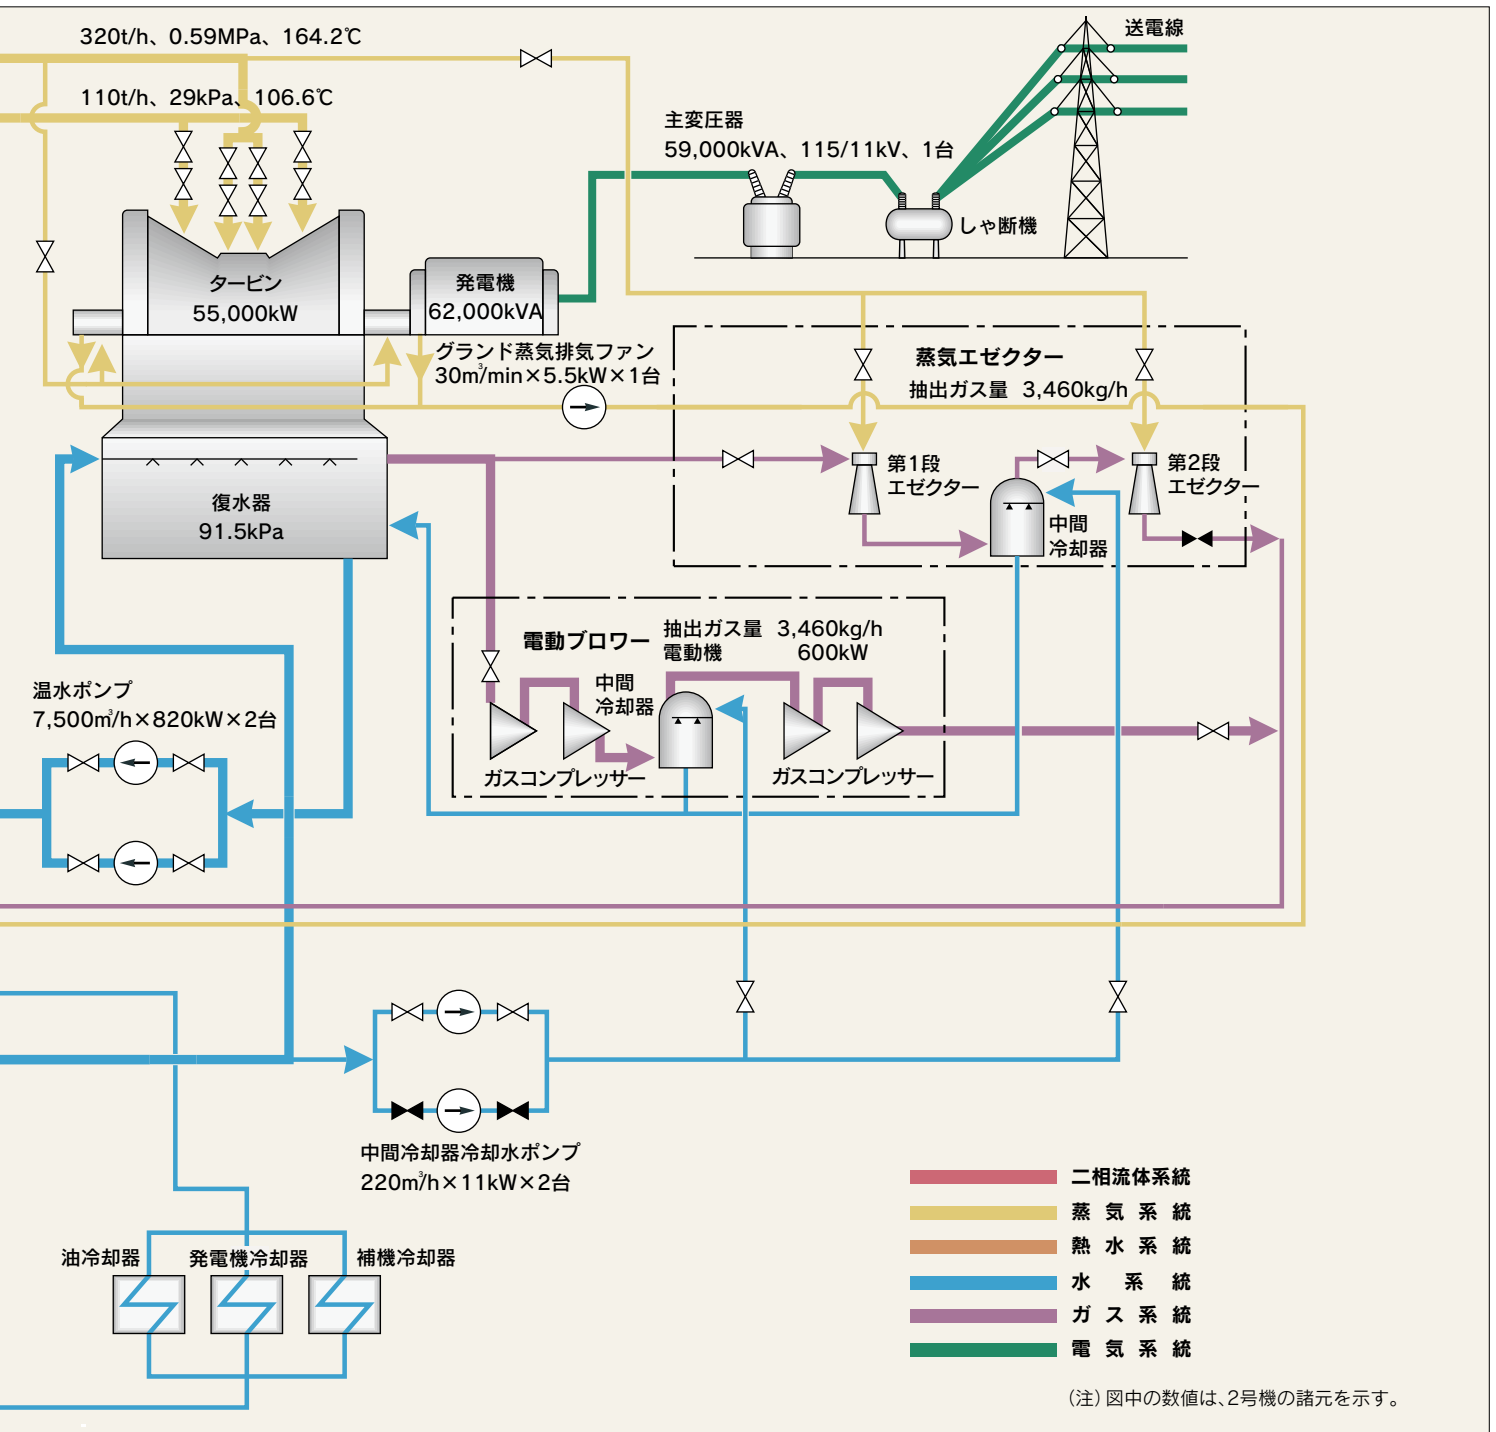 320t/h、0.59MPa、164.2℃
送電線
110t/h、29kPa、106.6℃
主変圧器
59,000kVA、115/11kV、1台
しゃ断機
タービン
55,000kW
発電機
62,000kVA
グランド蒸気排気ファン
30m³/min×5.5kW×1台
蒸気エゼクター
抽出ガス量 3,460kg/h
第1段
エゼクター
第2段
エゼクター
復水器
91.5kPa
中間
冷却器
電動ブロワー
抽出ガス量 3,460kg/h
電動機 600kW
中間
冷却器
温水ポンプ
7,500m³/h×820kW×2台
ガスコンプレッサー
ガスコンプレッサー
中間冷却器冷却水ポンプ
220m³/h×11kW×2台
油冷却器
発電機冷却器
補機冷却器
二相流体系統
蒸気系統
熱水系統
水系統
ガス系統
電気系統
(注)図中の数値は、2号機の諸元を示す。